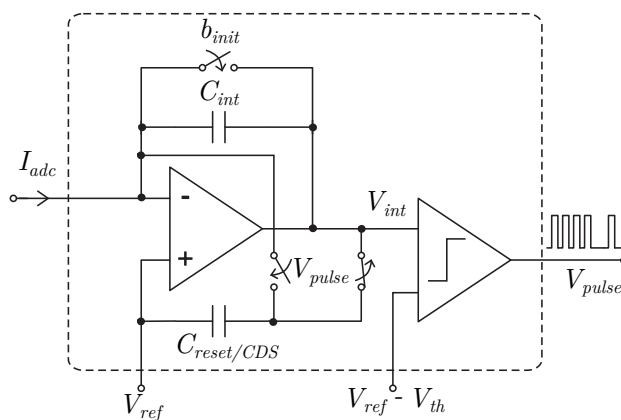 b_init
C_int
I_adc
-
V_int
+
V_pulse
V_pulse
C_reset/CDS
V_ref
V_ref - V_th